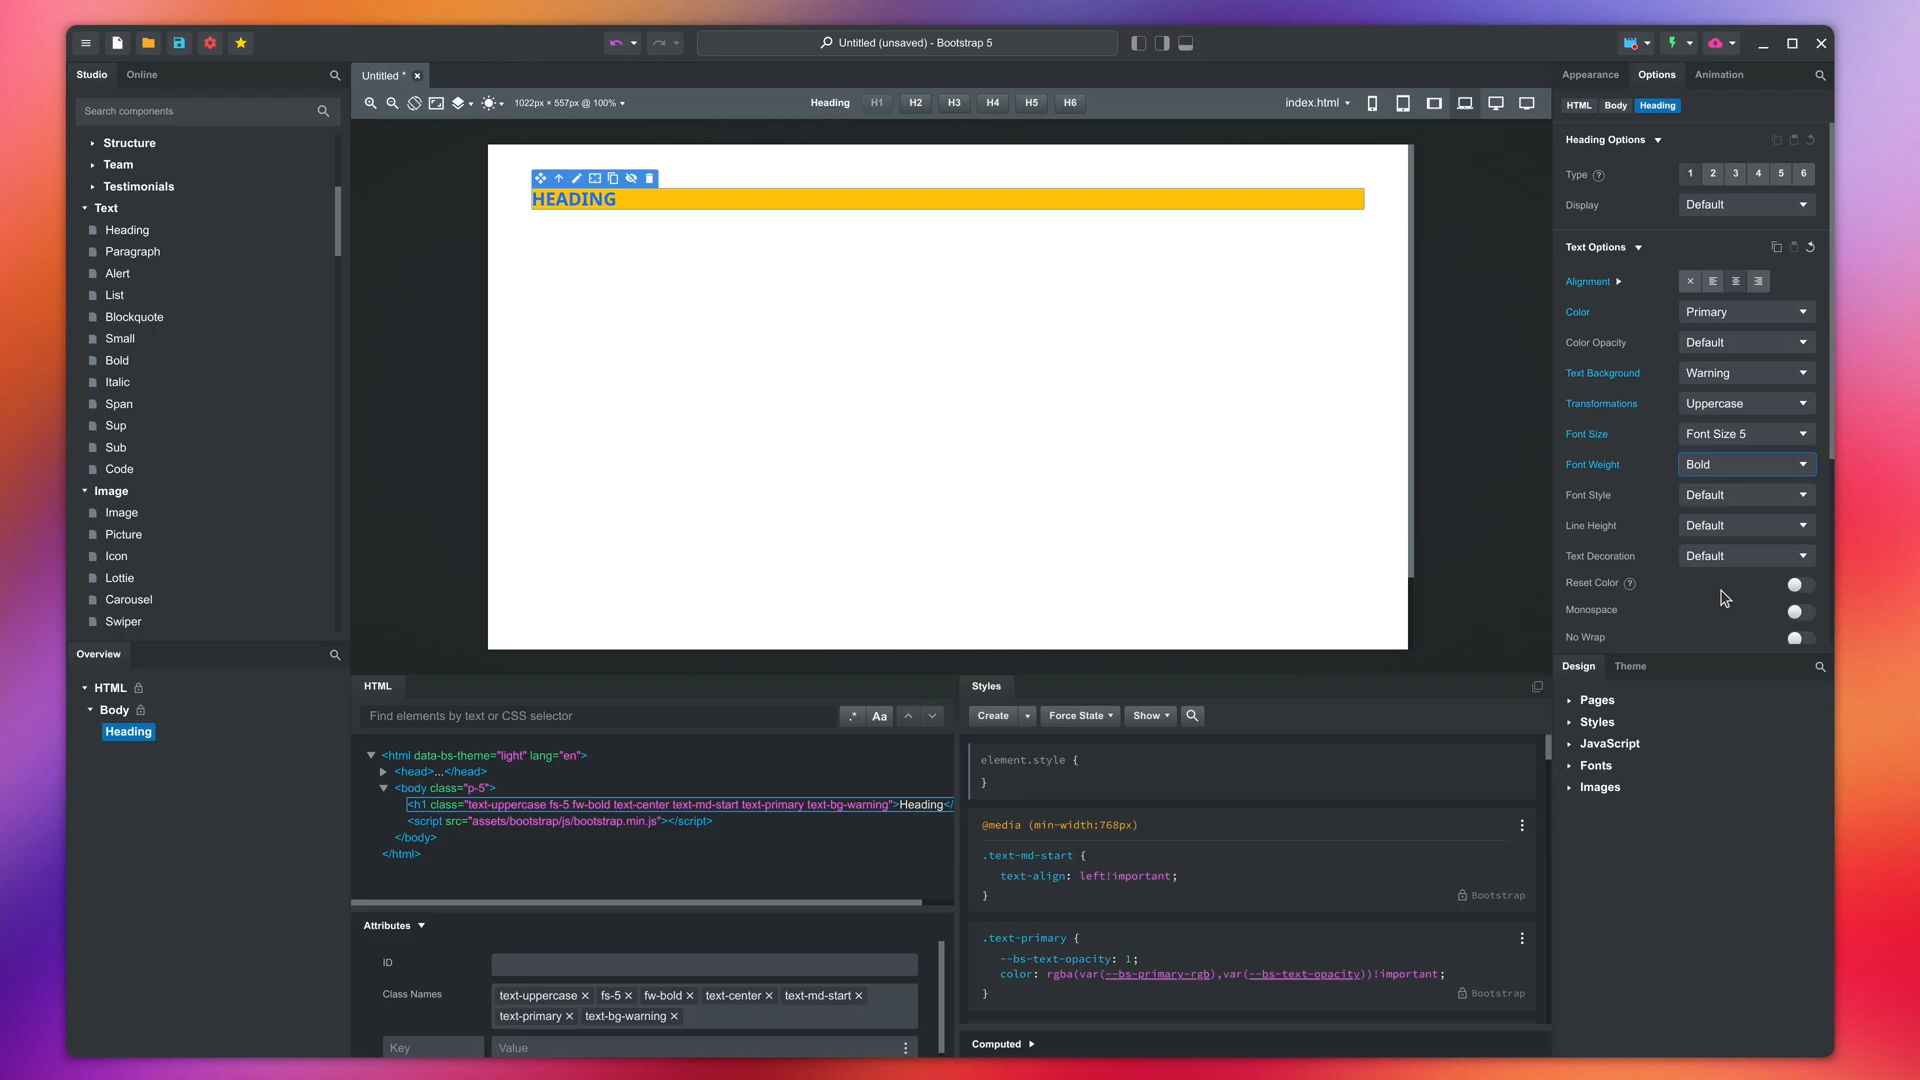 Untitled (unsaved) - Bootstrap 5
Studio
Online
Search components
Structure
Team
Testimonials
Text
Heading
Paragraph
Alert
List
Blockquote
Small
Bold
Italic
Span
Sup
Sub
Code
Image
Image
Picture
Icon
Lottie
Carousel
Swiper
Overview
HTML
Body
Heading
Untitled *
1022px × 557px @ 100%
Heading
H1
H2
H3
H4
H5
H6
index.html
HEADING
HTML
Find elements by text or CSS selector
.*
Aa
<html data-bs-theme="light" lang="en">
<head>...</head>
<body class="p-5">
<h1 class="text-uppercase fs-5 fw-bold text-center text-md-start text-primary text-bg-warning">Heading</
<script src="assets/bootstrap/js/bootstrap.min.js"></script>
</body>
</html>
Attributes
ID
Class Names
text-uppercase × fs-5 × fw-bold × text-center × text-md-start ×
text-primary × text-bg-warning ×
Key
Value
Styles
Create
Force State
Show
element.style {
}
@media (min-width:768px)
.text-md-start {
text-align: left!important;
}
Bootstrap
.text-primary {
--bs-text-opacity: 1;
color: rgba(var(--bs-primary-rgb),var(--bs-text-opacity))!important;
}
Bootstrap
Computed
Appearance
Options
Animation
HTML
Body
Heading
Heading Options
Type ?
1 2 3 4 5 6
Display
Default
Text Options
Alignment
Color
Primary
Color Opacity
Default
Text Background
Warning
Transformations
Uppercase
Font Size
Font Size 5
Font Weight
Bold
Font Style
Default
Line Height
Default
Text Decoration
Default
Reset Color ?
Monospace
No Wrap
Design
Theme
Pages
Styles
JavaScript
Fonts
Images